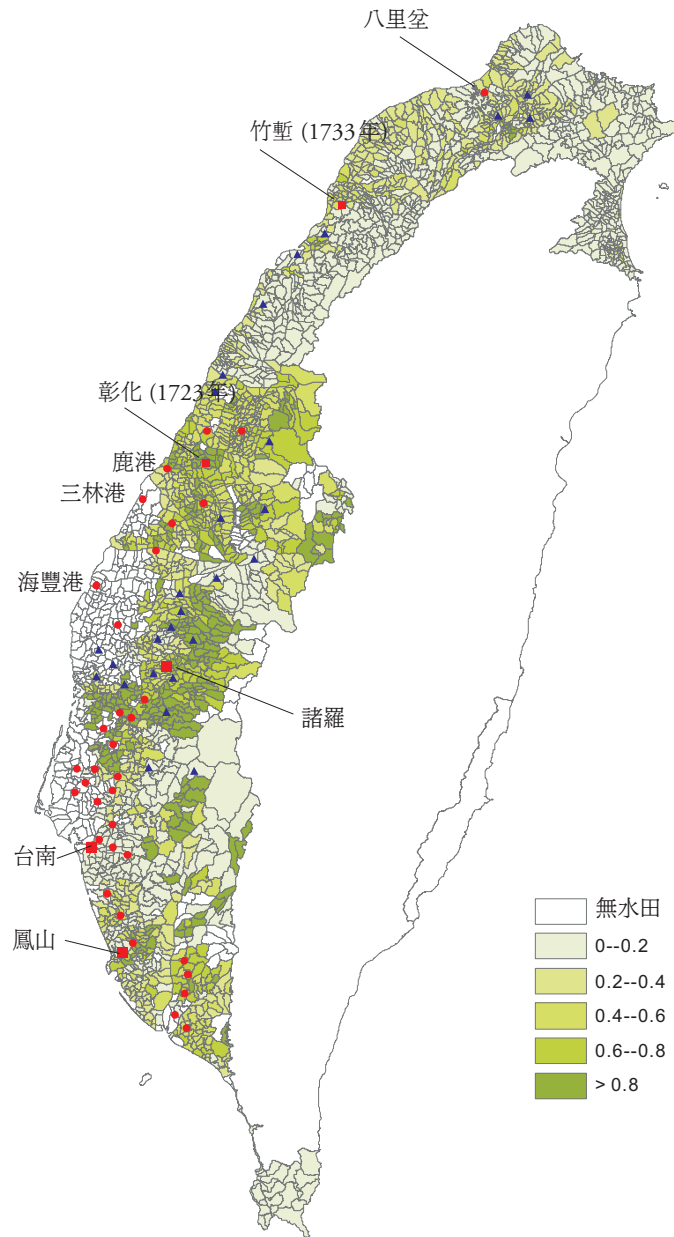 八里坌
竹塹 (1733年)
彰化 (1723年)
鹿港
三林港
海豐港
諸羅
台南
鳳山
無水田
0--0.2
0.2--0.4
0.4--0.6
0.6--0.8
> 0.8